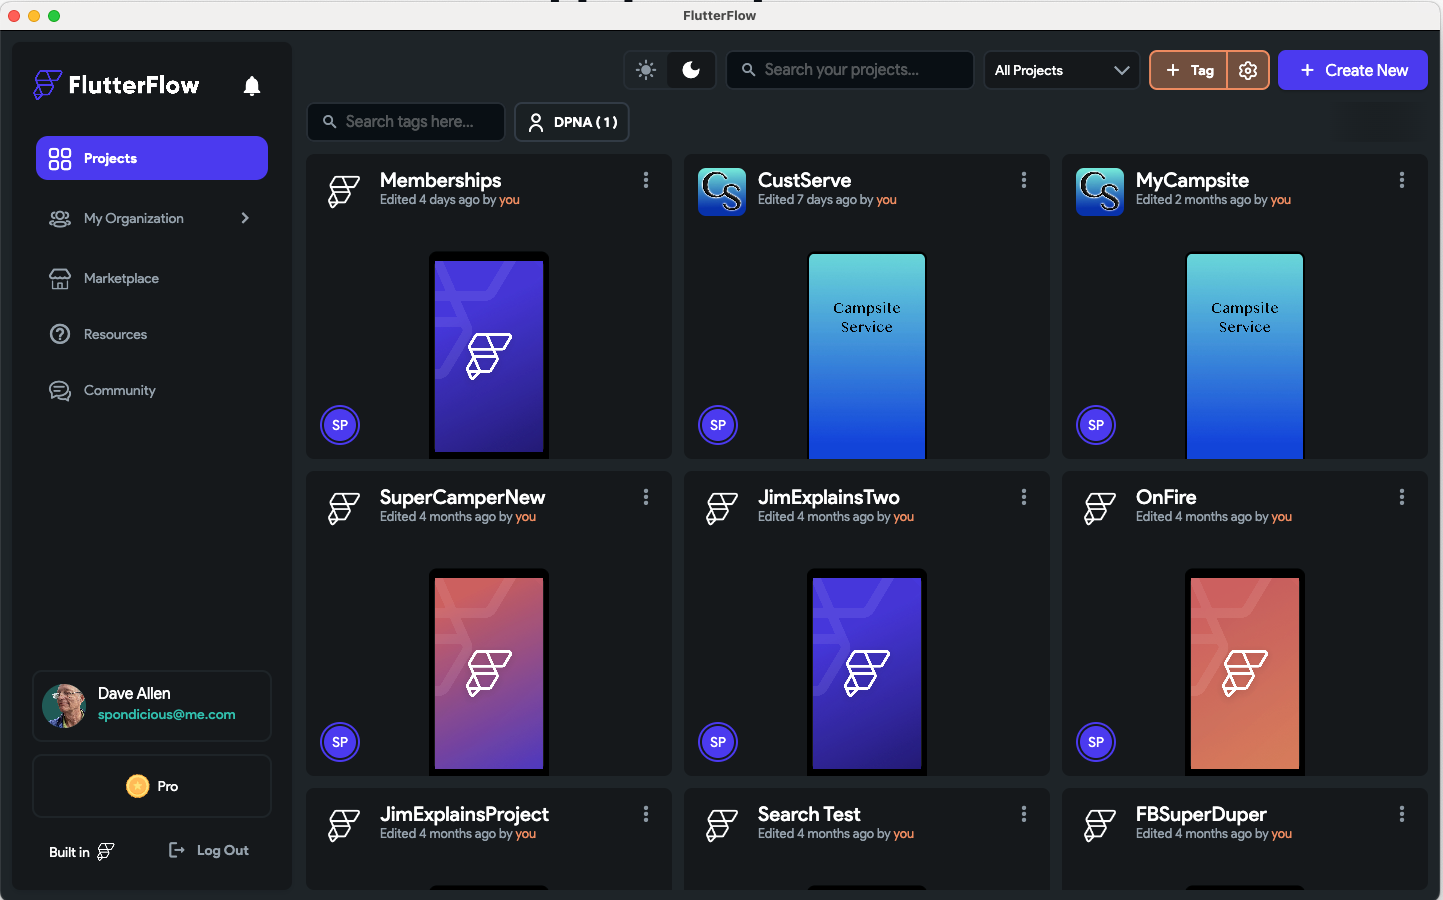 FlutterFlow
FlutterFlow
Search your projects...
All Projects
+ Tag
+ Create New
Search tags here...
DPNA ( 1 )
Projects
My Organization
Marketplace
Resources
Community
Memberships
Edited 4 days ago by you
SP
CustServe
Edited 7 days ago by you
CS
Campsite
Service
SP
MyCampsite
Edited 2 months ago by you
CS
Campsite
Service
SP
SuperCamperNew
Edited 4 months ago by you
SP
JimExplainsTwo
Edited 4 months ago by you
SP
OnFire
Edited 4 months ago by you
SP
JimExplainsProject
Edited 4 months ago by you
Search Test
Edited 4 months ago by you
FBSuperDuper
Edited 4 months ago by you
Dave Allen
spondicious@me.com
Pro
Built in
Log Out